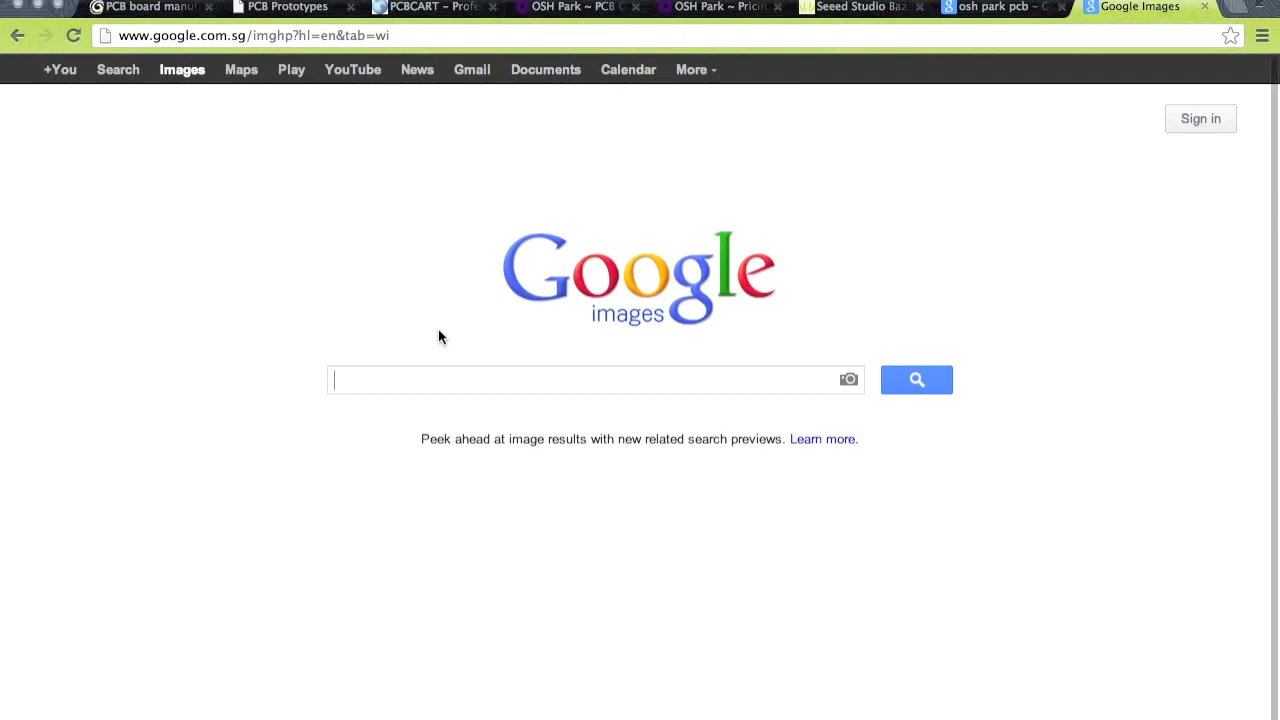 PCB board manu
PCB Prototypes
PCBCART – Profe
OSH Park ~ PCB
OSH Park ~ Pricin
Seeed Studio Baz
osh park pcb – G
Google Images
www.google.com.sg/imghp?hl=en&tab=wi
+You Search Images Maps Play YouTube News Gmail Documents Calendar More
Sign in
Google
images
Peek ahead at image results with new related search previews. Learn more.